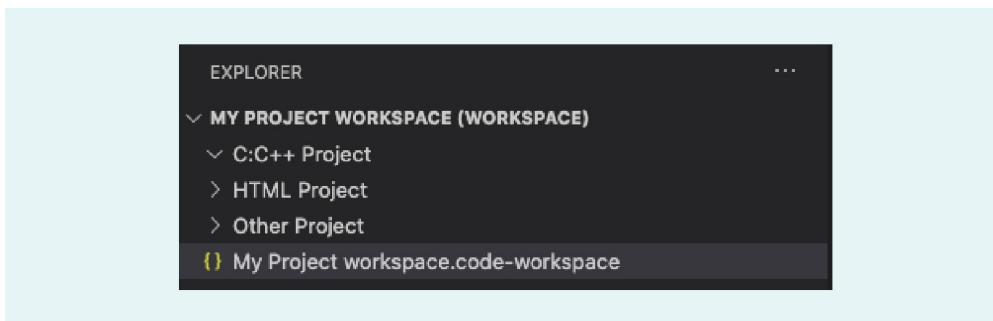 EXPLORER ...
MY PROJECT WORKSPACE (WORKSPACE)
C:C++ Project
HTML Project
Other Project
{} My Project workspace.code-workspace